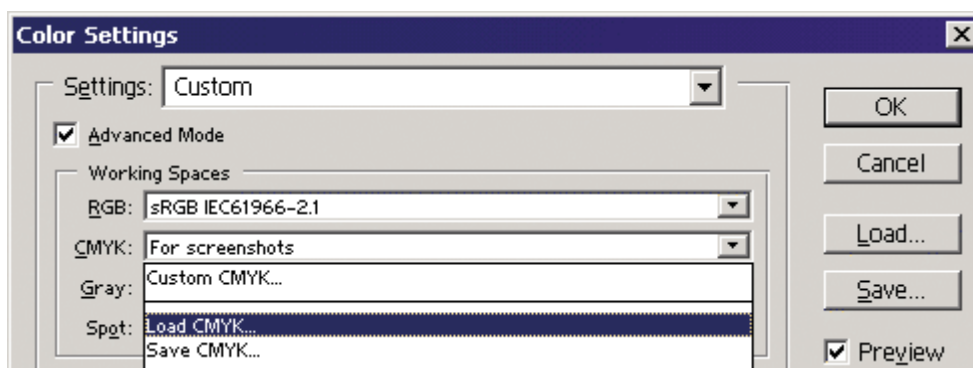 Color Settings
Settings: Custom
OK
Advanced Mode
Cancel
Working Spaces
RGB: sRGB IEC61966-2.1
Load...
CMYK: For screenshots
Custom CMYK...
Gray:
Save...
Spot: Load CMYK...
Save CMYK...
Preview